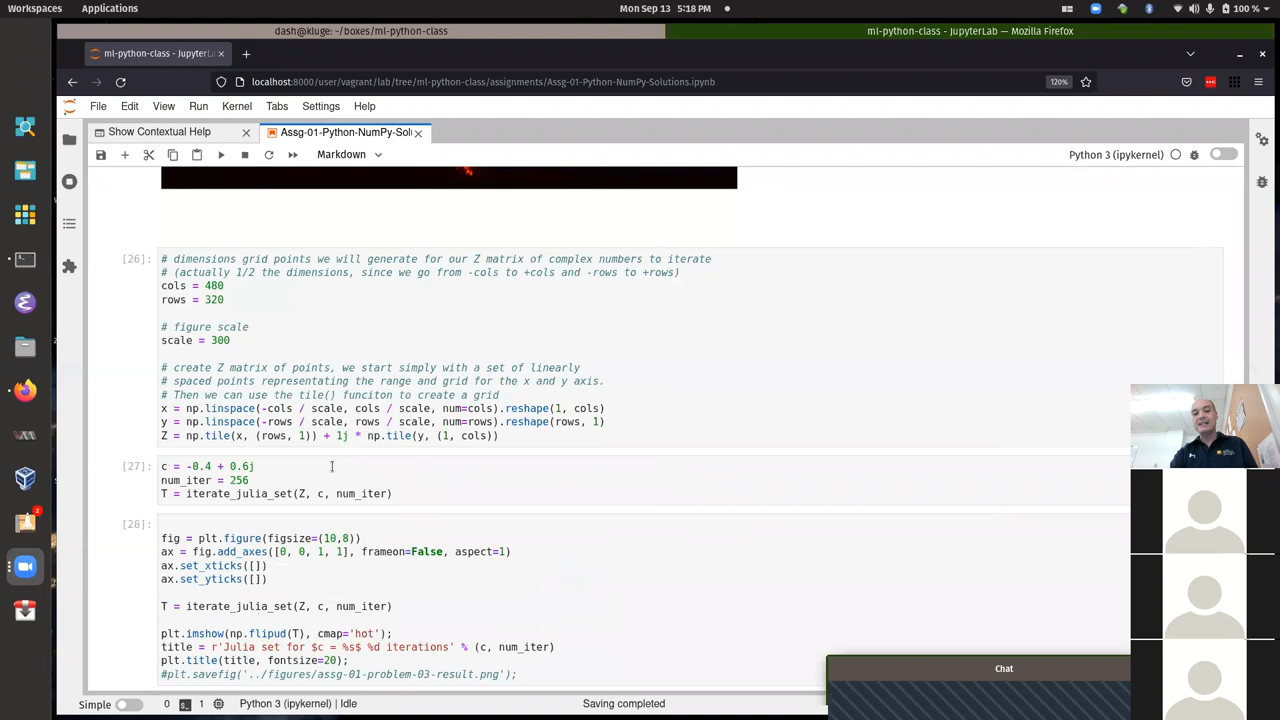 Workspaces Applications Mon Sep 13 5:18 PM 100 %
dash@kluge: ~/boxes/ml-python-class ml-python-class - JupyterLab — Mozilla Firefox
ml-python-class - JupyterL
localhost:8000/user/vagrant/lab/tree/ml-python-class/assignments/Assg-01-Python-NumPy-Solutions.ipynb 120%
File Edit View Run Kernel Tabs Settings Help
Show Contextual Help Assg-01-Python-NumPy-Sol
Markdown Python 3 (ipykernel)
[26]: # dimensions grid points we will generate for our Z matrix of complex numbers to iterate
# (actually 1/2 the dimensions, since we go from -cols to +cols and -rows to +rows)
cols = 480
rows = 320
# figure scale
scale = 300
# create Z matrix of points, we start simply with a set of linearly
# spaced points representing the range and grid for the x and y axis.
# Then we can use the tile() funciton to create a grid
x = np.linspace(-cols / scale, cols / scale, num=cols).reshape(1, cols)
y = np.linspace(-rows / scale, rows / scale, num=rows).reshape(rows, 1)
Z = np.tile(x, (rows, 1)) + 1j * np.tile(y, (1, cols))
[27]: c = -0.4 + 0.6j
num_iter = 256
T = iterate_julia_set(Z, c, num_iter)
[28]:
fig = plt.figure(figsize=(10,8))
ax = fig.add_axes([0, 0, 1, 1], frameon=False, aspect=1)
ax.set_xticks([])
ax.set_yticks([])
T = iterate_julia_set(Z, c, num_iter)
plt.imshow(np.flipud(T), cmap='hot');
title = r'Julia set for $c = %s$ %d iterations' % (c, num_iter)
plt.title(title, fontsize=20);
#plt.savefig('../figures/assg-01-problem-03-result.png');
Chat
Simple 0 1 Python 3 (ipykernel) | Idle Saving completed
2